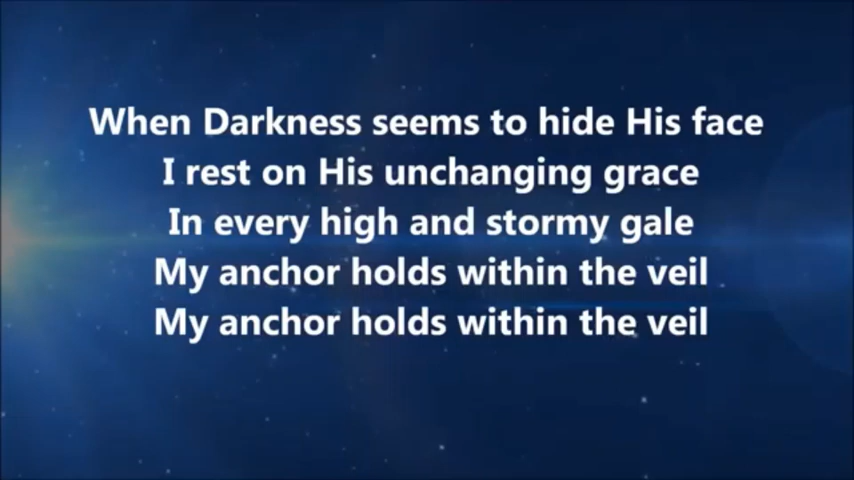 When Darkness seems to hide His face
I rest on His unchanging grace
In every high and stormy gale
My anchor holds within the veil
My anchor holds within the veil